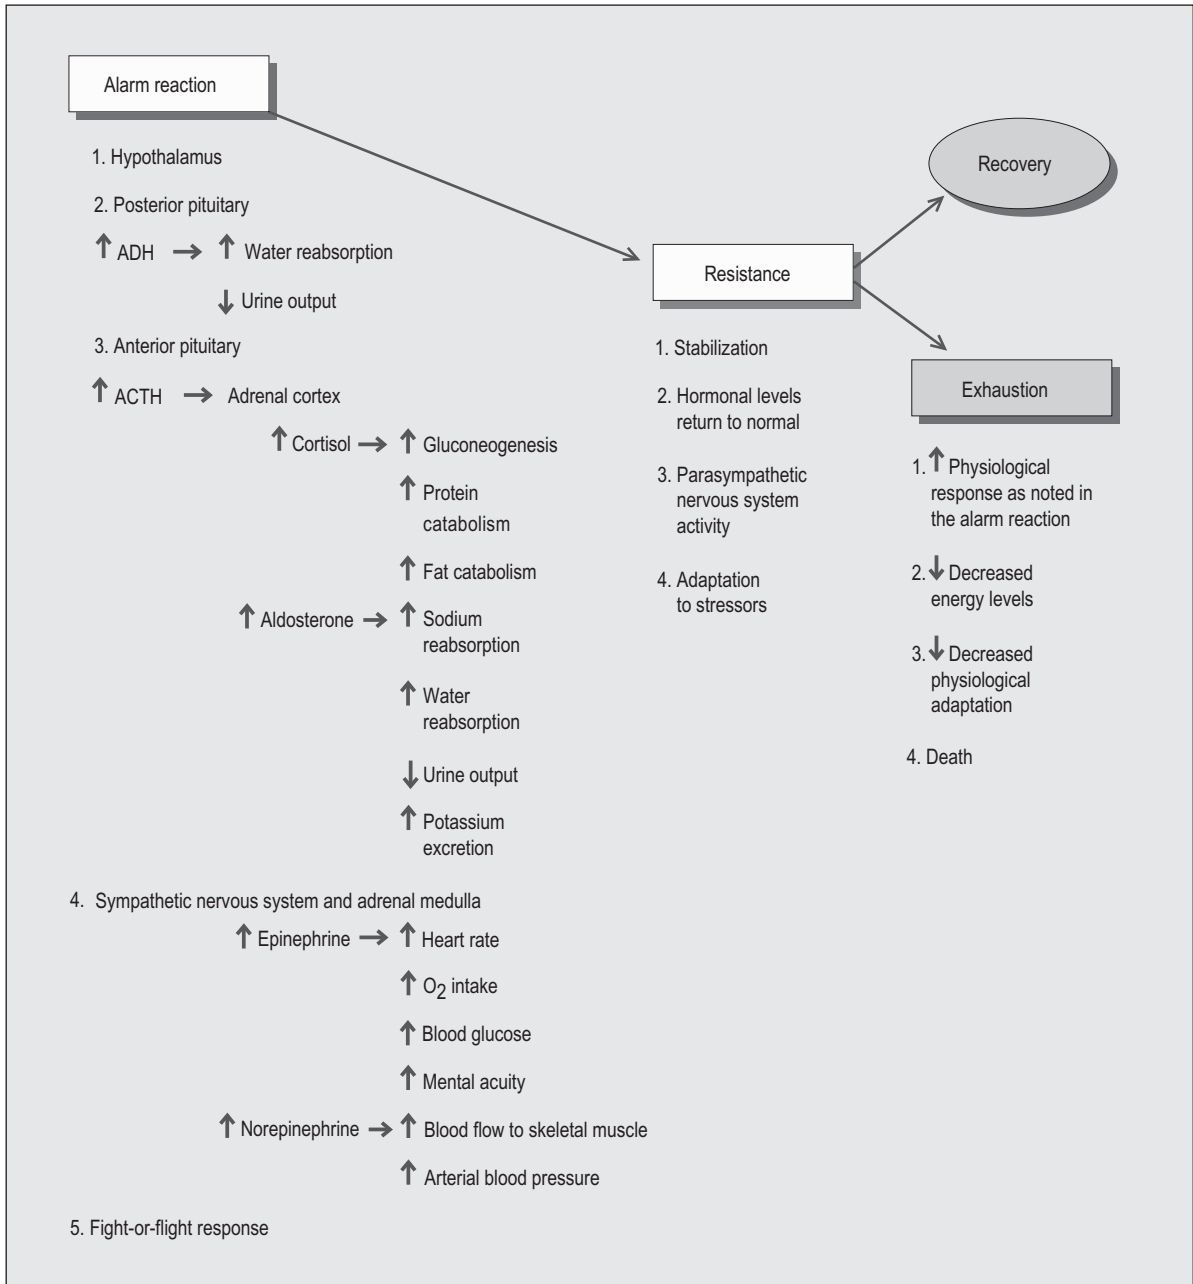 Alarm reaction
1. Hypothalamus
2. Posterior pituitary
↑ ADH → ↑ Water reabsorption
↓ Urine output
3. Anterior pituitary
↑ ACTH → Adrenal cortex
↑ Cortisol → ↑ Gluconeogenesis
↑ Protein
catabolism
↑ Fat catabolism
↑ Aldosterone → ↑ Sodium
reabsorption
↑ Water
reabsorption
↓ Urine output
↑ Potassium
excretion
4. Sympathetic nervous system and adrenal medulla
↑ Epinephrine → ↑ Heart rate
↑ O2 intake
↑ Blood glucose
↑ Mental acuity
↑ Norepinephrine → ↑ Blood flow to skeletal muscle
↑ Arterial blood pressure
5. Fight-or-flight response
Resistance
1. Stabilization
2. Hormonal levels
return to normal
3. Parasympathetic
nervous system
activity
4. Adaptation
to stressors
Recovery
Exhaustion
1. ↑ Physiological
response as noted in
the alarm reaction
2. ↓ Decreased
energy levels
3. ↓ Decreased
physiological
adaptation
4. Death